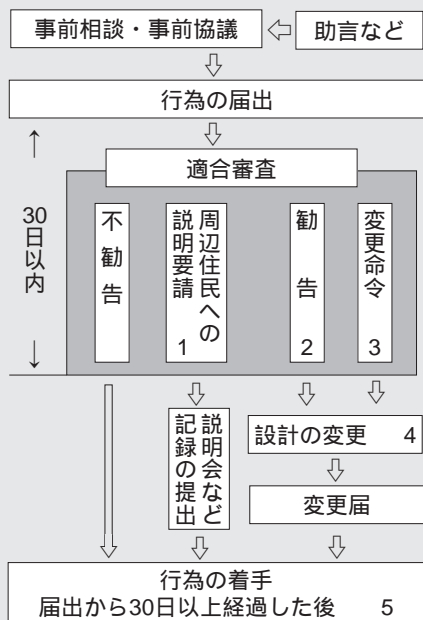 事前相談・事前協議
助言など
行為の届出
適合審査
30日以内
不勧告
周辺住民への
説明要請 1
勧告 2
変更命令 3
説明会など
記録の提出
設計の変更 4
変更届
行為の着手
届出から30日以上経過した後 5